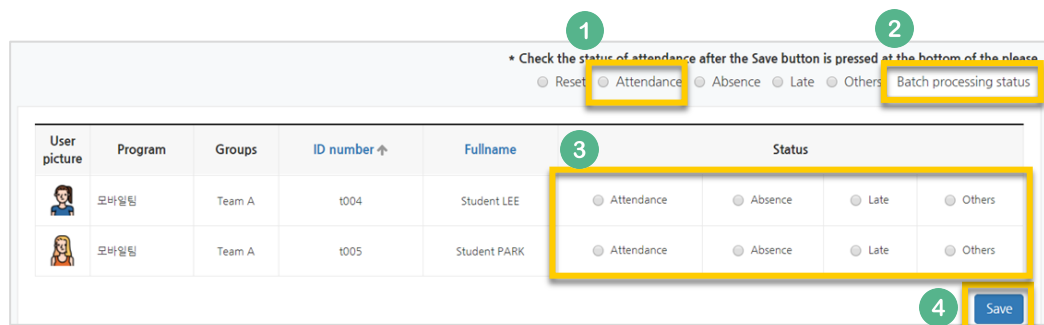 1
2
* Check the status of attendance after the Save button is pressed at the bottom of the please
Reset Attendance Absence Late Others Batch processing status
User picture Program Groups ID number ↑ Fullname Status
3
모바일팀 Team A t004 Student LEE Attendance Absence Late Others
모바일팀 Team A t005 Student PARK Attendance Absence Late Others
4
Save